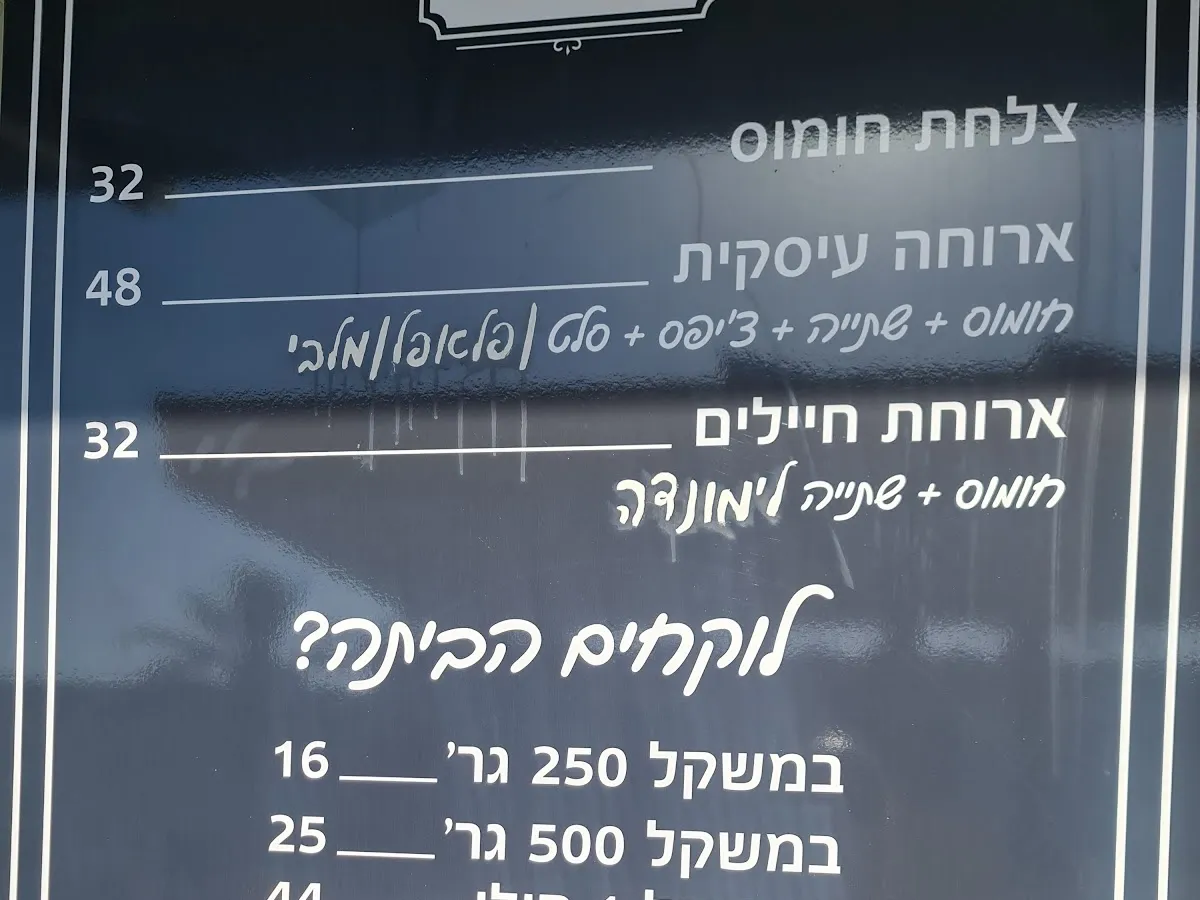 צלחת חומוס 32
ארוחה עיסקית 48
חומוס + שתייה + צ'יפס + סלט / פלאפל / מלבי
ארוחת חיילים 32
חומוס + שתייה לימונדה
לוקחים הביתה?
במשקל 250 גר' 16
במשקל 500 גר' 25
44